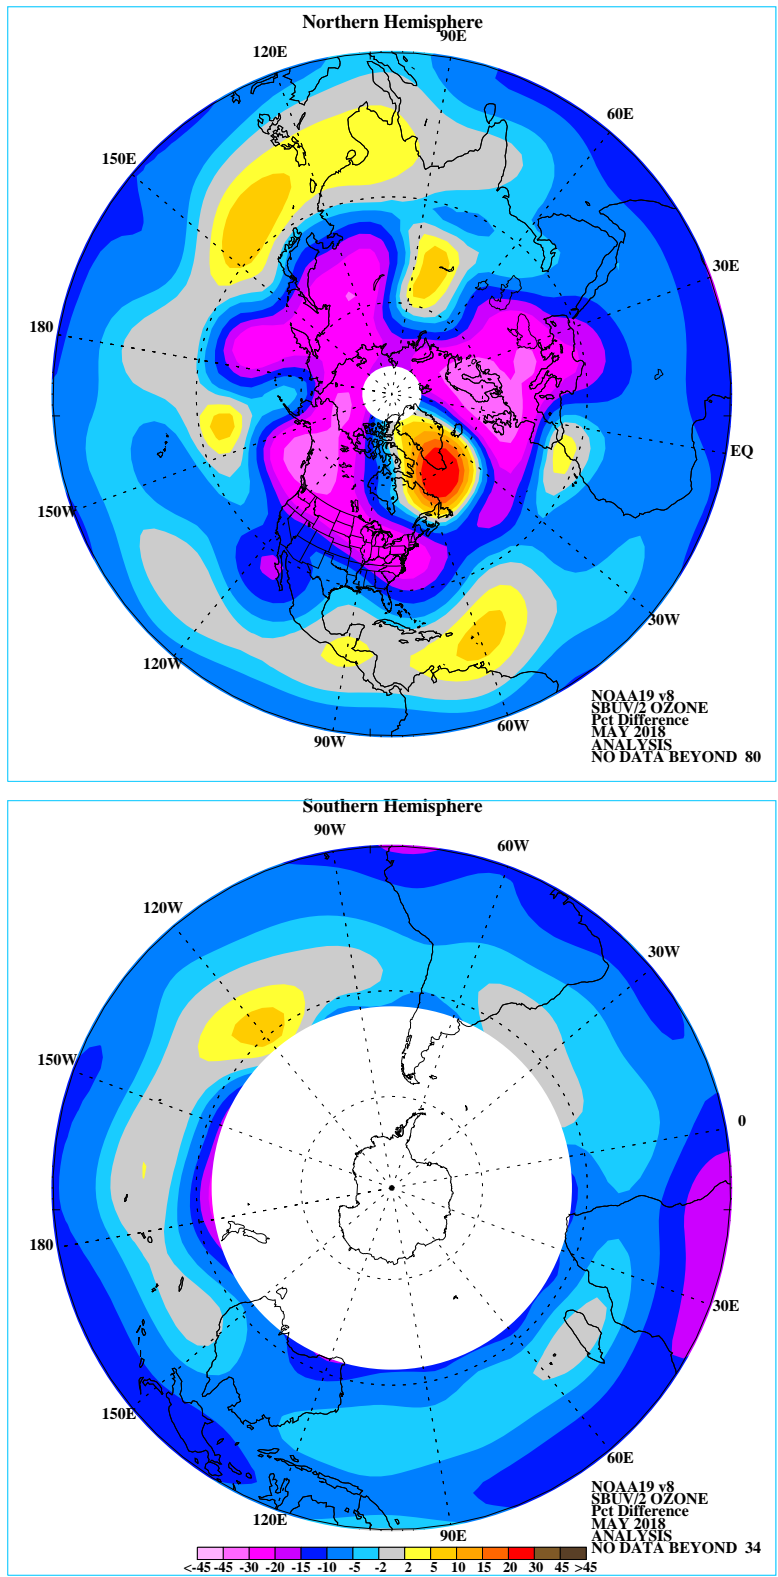 Northern Hemisphere
90E
120E
60E
150E
30E
180
EQ
150W
30W
120W
60W
90W
NOAA19 v8
SBUV/2 OZONE
Pct Difference
MAY 2018
ANALYSIS
NO DATA BEYOND 80
Southern Hemisphere
90W
60W
120W
30W
150W
0
180
30E
150E
60E
120E
90E
NOAA19 v8
SBUV/2 OZONE
Pct Difference
MAY 2018
ANALYSIS
NO DATA BEYOND 34
<-45 -45 -30 -20 -15 -10 -5 -2 2 5 10 15 20 30 45 >45